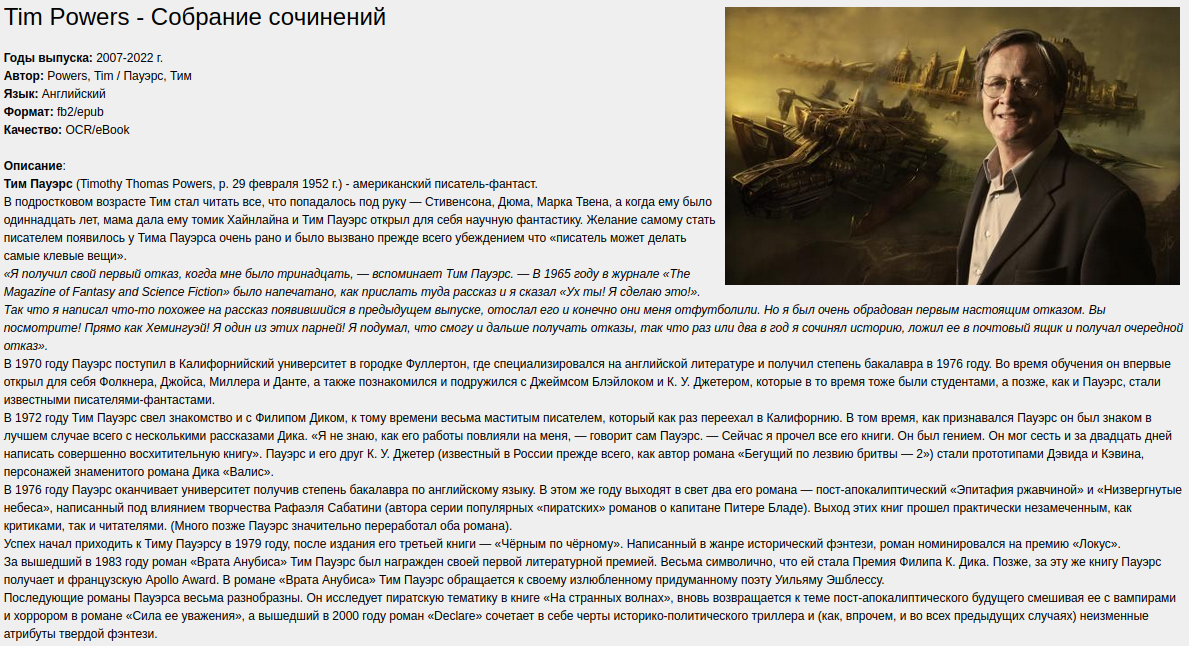 Tim Powers - Собрание сочинений
Годы выпуска: 2007-2022 г.
Автор: Powers, Tim / Пауэрс, Тим
Язык: Английский
Формат: fb2/epub
Качество: OCR/eBook
Описание:
Тим Пауэрс (Timothy Thomas Powers, р. 29 февраля 1952 г.) - американский писатель-фантаст.
В подростковом возрасте Тим стал читать все, что попадалось под руку — Стивенсона, Дюма, Марка Твена, а когда ему было
одиннадцать лет, мама дала ему томик Хайнлайна и Тим Пауэрс открыл для себя научную фантастику. Желание самому стать
писателем появилось у Тима Пауэрса очень рано и было вызвано прежде всего убеждением что «писатель может делать
самые клевые вещи».
«Я получил свой первый отказ, когда мне было тринадцать, — вспоминает Тим Пауэрс. — В 1965 году в журнале «The
Magazine of Fantasy and Science Fiction» было напечатано, как прислать туда рассказ и я сказал «Ух ты! Я сделаю это!».
Так что я написал что-то похожее на рассказ появившийся в предыдущем выпуске, отослал его и конечно они меня отфутболили. Но я был очень обрадован первым настоящим отказом. Вы
посмотрите! Прямо как Хемингуэй! Я один из этих парней! Я подумал, что смогу и дальше получать отказы, так что раз или два в год я сочинял историю, ложил ее в почтовый ящик и получал очередной
отказ».
В 1970 году Пауэрс поступил в Калифорнийский университет в городке Фуллертон, где специализировался на английской литературе и получил степень бакалавра в 1976 году. Во время обучения он впервые
открыл для себя Фолкнера, Джойса, Миллера и Данте, а также познакомился и подружился с Джеймсом Блэйлоком и К. У. Джетером, которые в то время тоже были студентами, а позже, как и Пауэрс, стали
известными писателями-фантастами.
В 1972 году Тим Пауэрс свел знакомство и с Филипом Диком, к тому времени весьма маститым писателем, который как раз переехал в Калифорнию. В том время, как признавался Пауэрс он был знаком в
лучшем случае всего с несколькими рассказами Дика. «Я не знаю, как его работы повлияли на меня, — говорит сам Пауэрс. — Сейчас я прочел все его книги. Он был гением. Он мог сесть и за двадцать дней
написать совершенно восхитительную книгу». Пауэрс и его друг К. У. Джетер (известный в России прежде всего, как автор романа «Бегущий по лезвию бритвы — 2») стали прототипами Дэвида и Кэвина,
персонажей знаменитого романа Дика «Валис».
В 1976 году Пауэрс оканчивает университет получив степень бакалавра по английскому языку. В этом же году выходят в свет два его романа — пост-апокалиптический «Эпитафия ржавчиной» и «Низвергнутые
небеса», написанный под влиянием творчества Рафаэля Сабатини (автора серии популярных «пиратских» романов о капитане Питере Бладе). Выход этих книг прошел практически незамеченным, как
критиками, так и читателями. (Много позже Пауэрс значительно переработал оба романа).
Успех начал приходить к Тиму Пауэрсу в 1979 году, после издания его третьей книги — «Чёрным по чёрному». Написанный в жанре исторический фэнтези, роман номинировался на премию «Локус».
За вышедший в 1983 году роман «Врата Анубиса» Тим Пауэрс был награжден своей первой литературной премией. Весьма символично, что ей стала Премия Филипа К. Дика. Позже, за эту же книгу Пауэрс
получает и французскую Apollo Award. В романе «Врата Анубиса» Тим Пауэрс обращается к своему излюбленному придуманному поэту Уильяму Эшблессу.
Последующие романы Пауэрса весьма разнобразны. Он исследует пиратскую тематику в книге «На странных волнах», вновь возвращается к теме пост-апокалиптического будущего смешивая ее с вампирами
и хоррором в романе «Сила ее уважения», а вышедший в 2000 году роман «Declare» сочетает в себе черты историко-политического триллера и (как, впрочем, и во всех предыдущих случаях) неизменные
атрибуты твердой фэнтези.